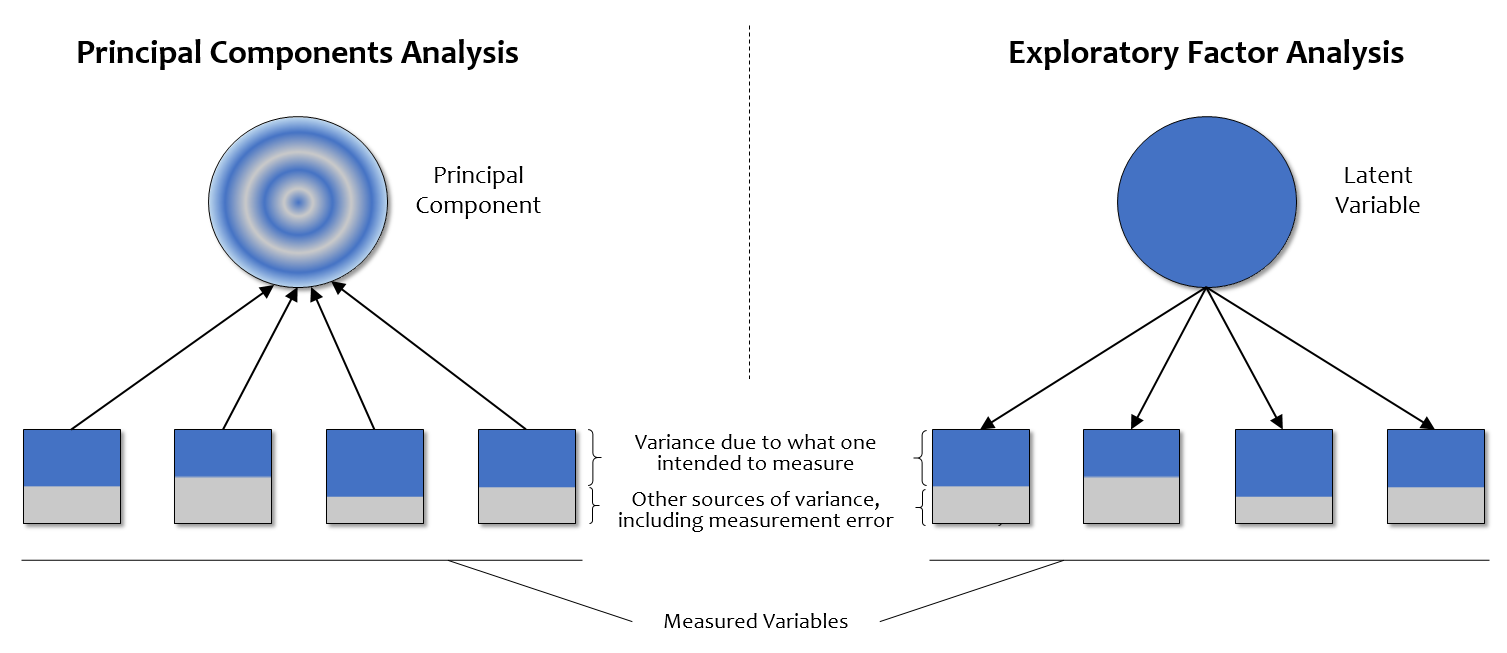 Principal Components Analysis
Exploratory Factor Analysis
Principal
Component
Latent
Variable
Variance due to what one
intended to measure
Other sources of variance,
including measurement error
Measured Variables